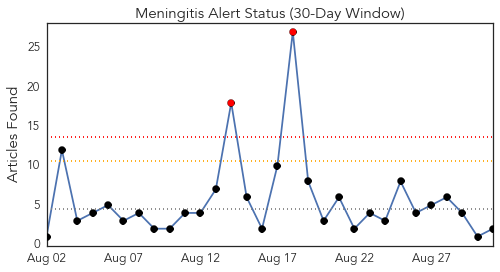 Meningitis Alert Status (30-Day Window)
Articles Found
25
20
15
10
5
0
Aug 02 Aug 07 Aug 12 Aug 17 Aug 22 Aug 27